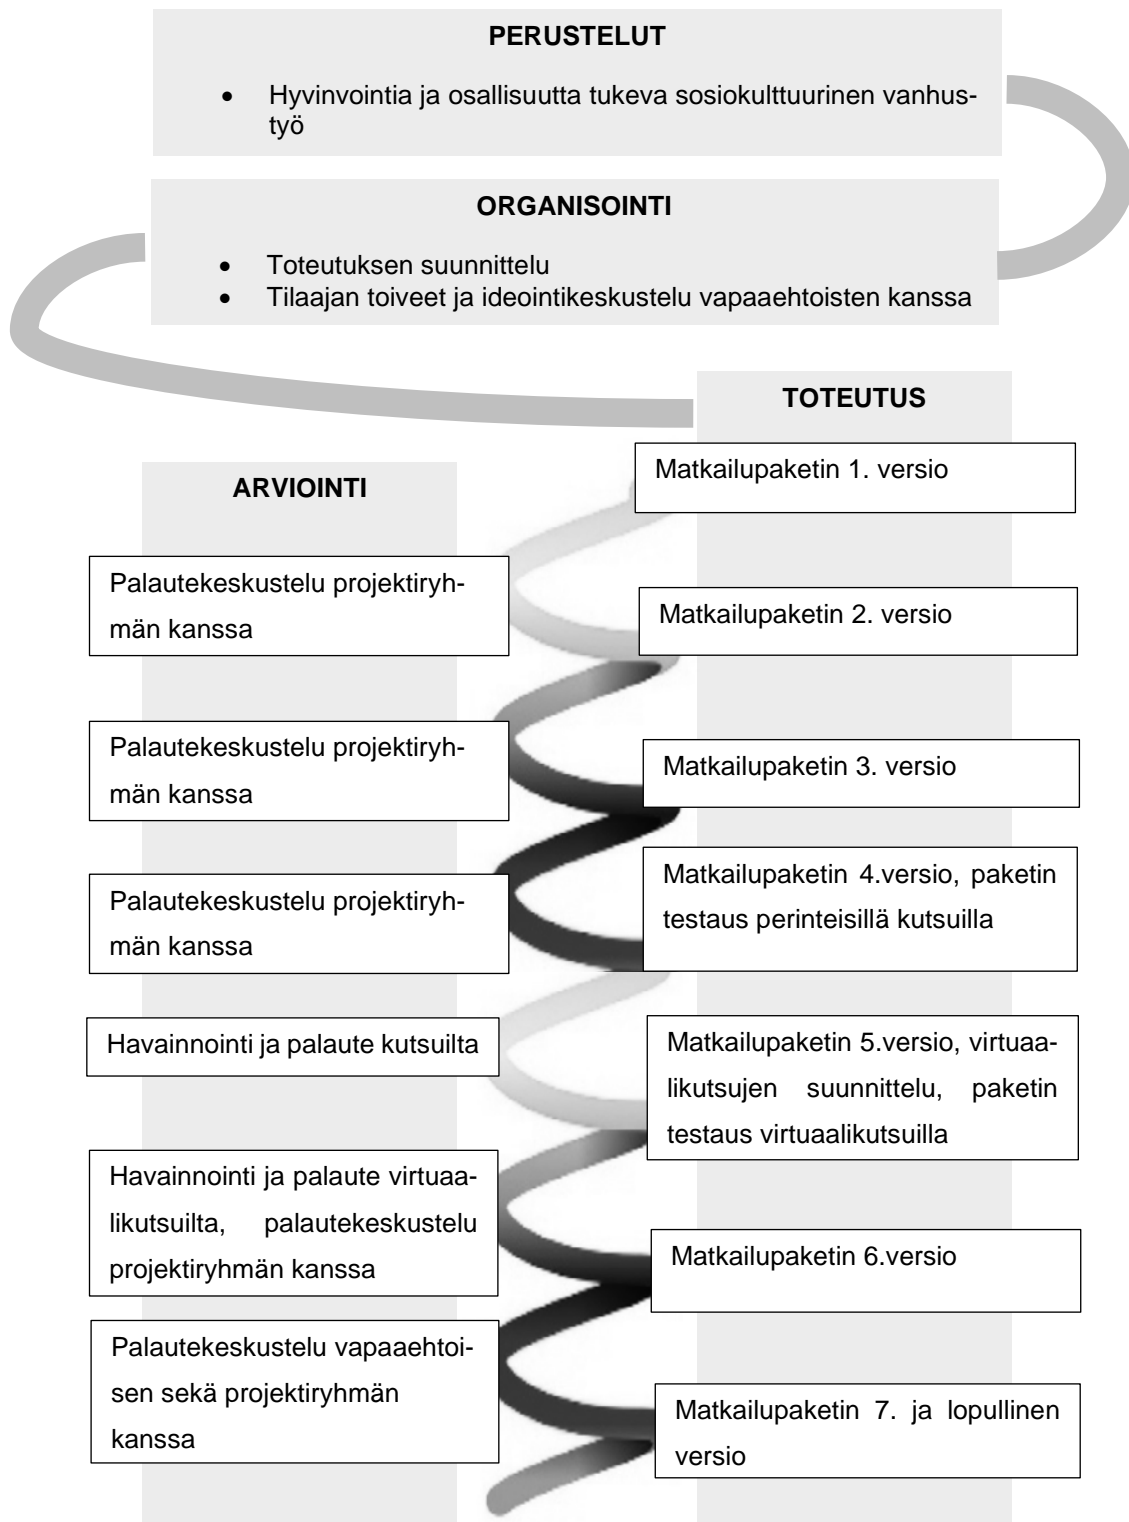 PERUSTELUT
• Hyvinvointia ja osallisuutta tukeva sosiokulttuurinen vanhus-
työ
ORGANISOINTI
• Toteutuksen suunnittelu
• Tilaajan toiveet ja ideointikeskustelu vapaaehtoisten kanssa
TOTEUTUS
Matkailupaketin 1. versio
ARVIOINTI
Palautekeskustelu projektiryh-
män kanssa
Matkailupaketin 2. versio
Palautekeskustelu projektiryh-
män kanssa
Matkailupaketin 3. versio
Palautekeskustelu projektiryh-
män kanssa
Matkailupaketin 4.versio, paketin
testaus perinteisillä kutsuilla
Havainnointi ja palaute kutsuilta
Matkailupaketin 5.versio, virtuaa-
likutsujen suunnittelu, paketin
testaus virtuaalikutsuilla
Havainnointi ja palaute virtuaa-
likutsuilta, palautekeskustelu
projektiryhmän kanssa
Matkailupaketin 6.versio
Palautekeskustelu vapaaehtoi-
sen sekä projektiryhmän
kanssa
Matkailupaketin 7. ja lopullinen
versio